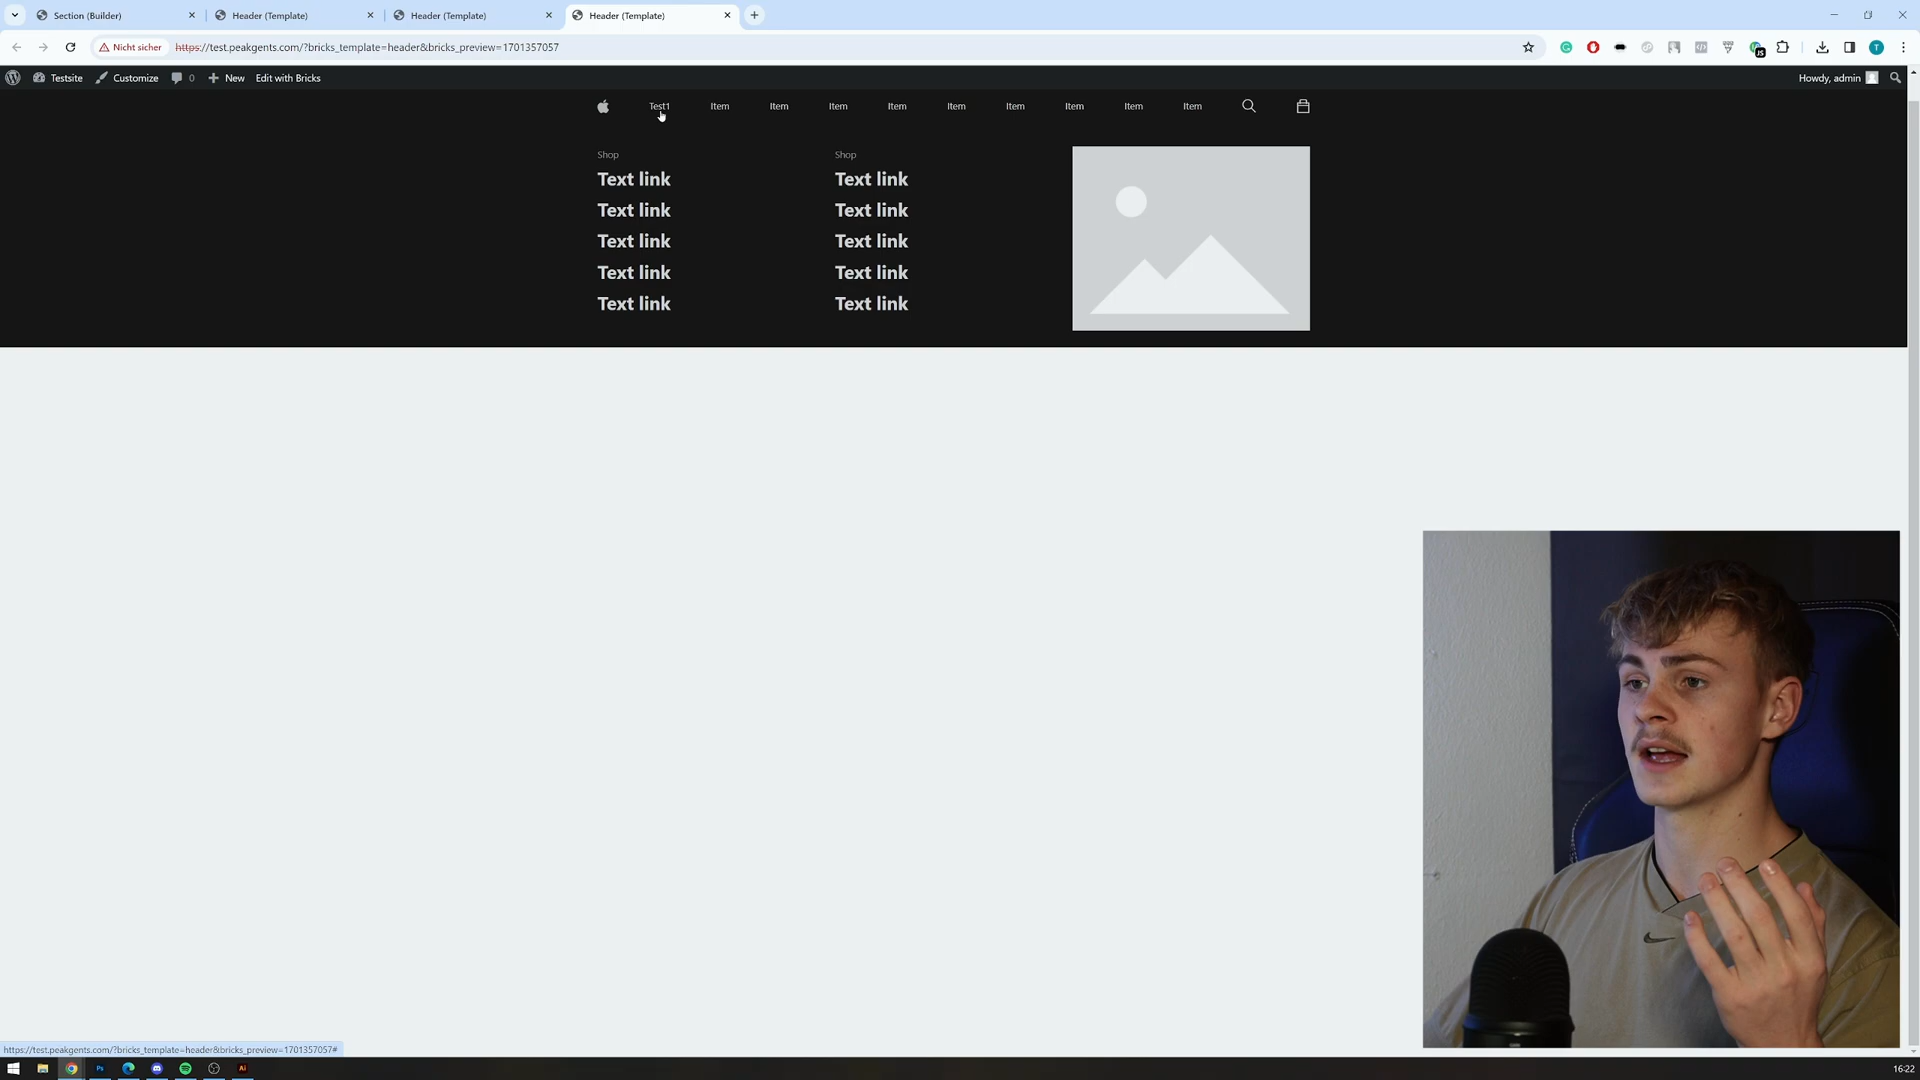 Section (Builder)
Header (Template)
Header (Template)
Header (Template)
Nicht sicher
https://test.peakgents.com/?bricks_template=header&bricks_preview=1701357057
Testsite
Customize
0
New
Edit with Bricks
Howdy, admin
Test1
Item
Item
Item
Item
Item
Item
Item
Item
Item
Shop
Text link
Text link
Text link
Text link
Text link
Shop
Text link
Text link
Text link
Text link
Text link
https://test.peakgents.com/?bricks_template=header&bricks_preview=1701357057#
Ps
Ai
16:22